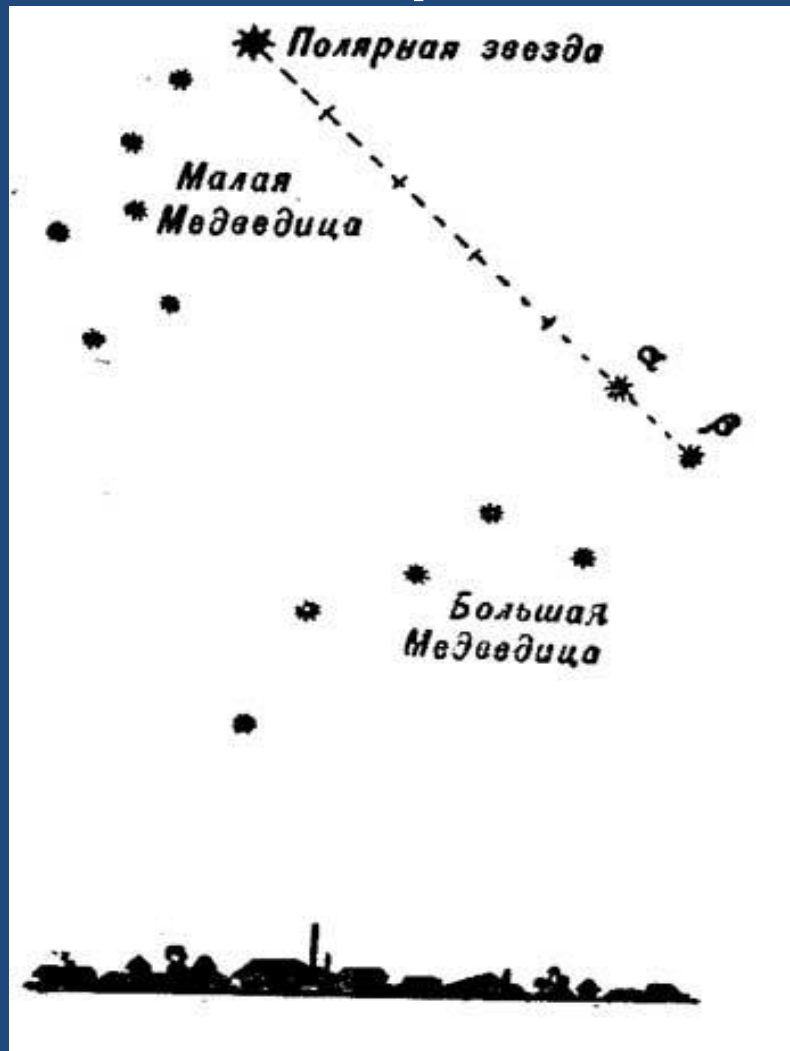 Полярная звезда
Малая
Медведица
α
β
Большая
Медведица